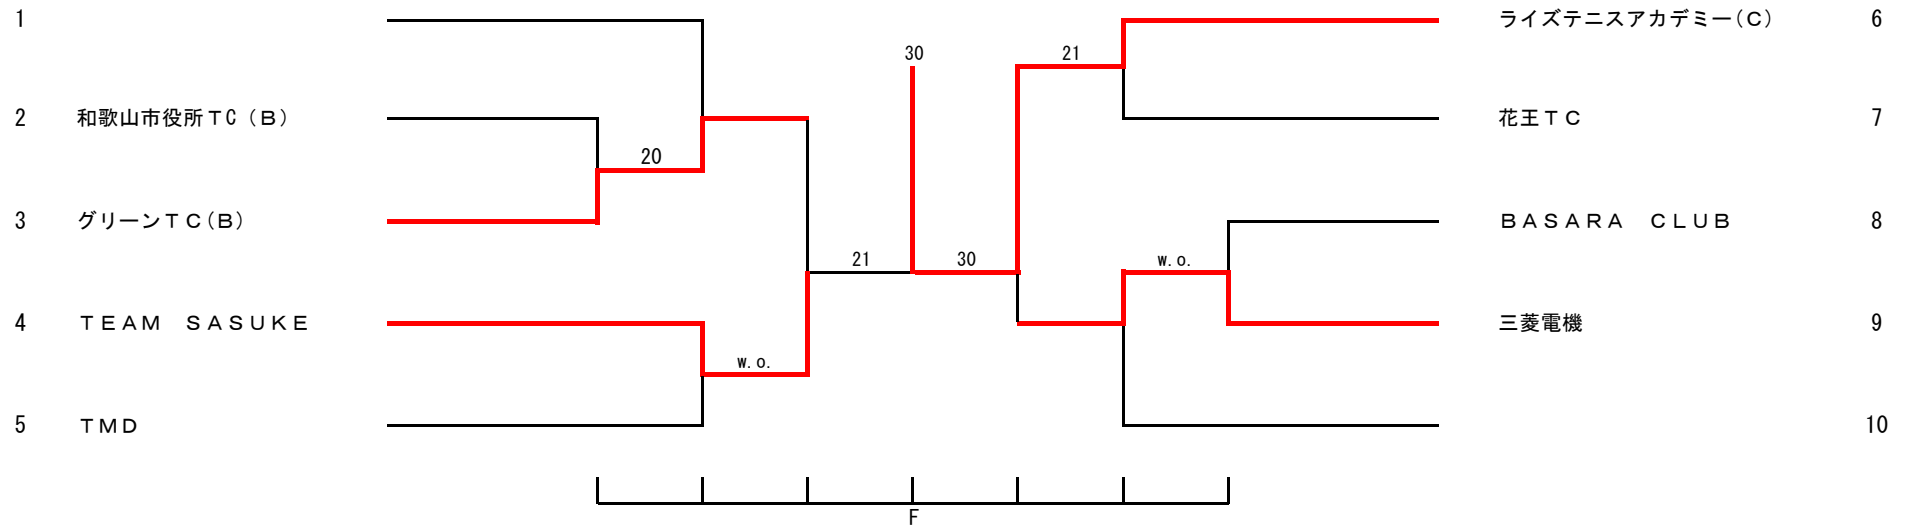 1
2 和歌山市役所ＴC（Ｂ）
20
3 グリーンＴＣ(Ｂ)
4 ＴＥＡＭ　ＳＡＳＵＫＥ
w.o.
5 ＴＭＤ
21
30
30
21
ライズテニスアカデミー(Ｃ) 6
花王ＴＣ 7
ＢＡＳＡＲＡ　ＣＬＵＢ 8
w.o.
三菱電機 9
10
F